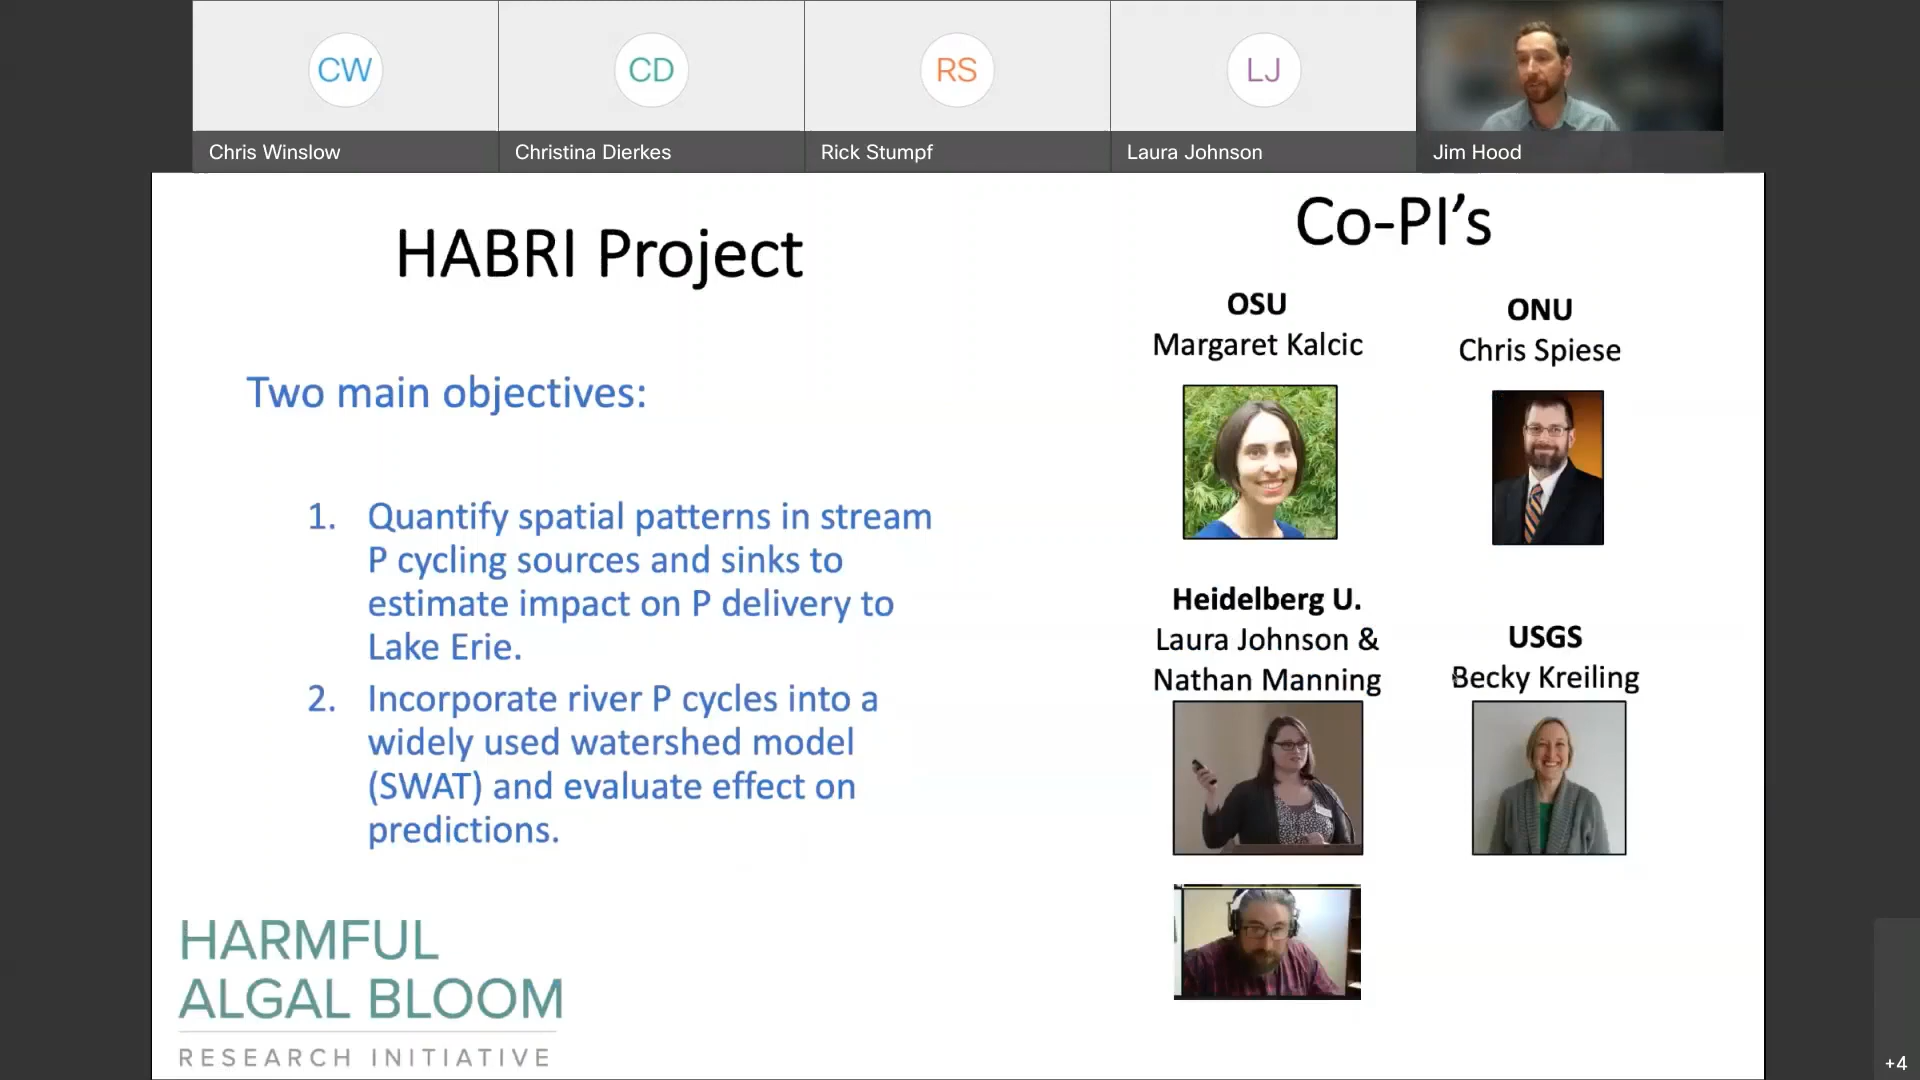 CW
CD
RS
LJ
Chris Winslow
Christina Dierkes
Rick Stumpf
Laura Johnson
Jim Hood
HABRI Project
Two main objectives:
1. Quantify spatial patterns in stream
P cycling sources and sinks to
estimate impact on P delivery to
Lake Erie.
2. Incorporate river P cycles into a
widely used watershed model
(SWAT) and evaluate effect on
predictions.
HARMFUL
ALGAL BLOOM
RESEARCH INITIATIVE
Co-PI’s
OSU
Margaret Kalcic
ONU
Chris Spiese
Heidelberg U.
Laura Johnson &
Nathan Manning
USGS
Becky Kreiling
+4